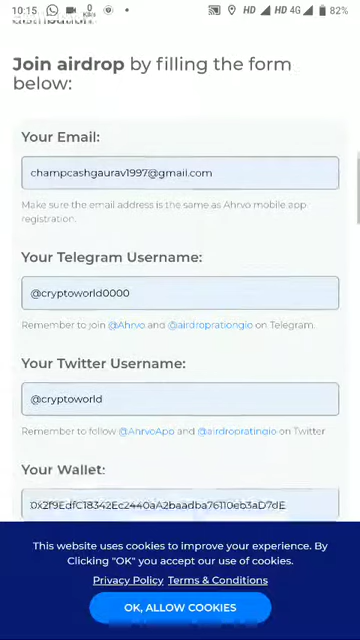 10:15 HD HD 4G 82%
distribution.
Join airdrop by filling the form
below:
Your Email:
champcashgaurav1997@gmail.com
Make sure the email address is the same as Ahrvo mobile app
registration.
Your Telegram Username:
@cryptoworld0000
Remember to join @Ahrvo and @airdropratingio on Telegram.
Your Twitter Username:
@cryptoworld
Remember to follow @AhrvoApp and @airdropratingio on Twitter
Your Wallet:
0x2f9EdfC18342Ec2440aA2baadba76110eb3aD7dE
This website uses cookies to improve your experience. By
Clicking "OK" you accept our use of cookies.
Privacy Policy Terms & Conditions
OK, ALLOW COOKIES